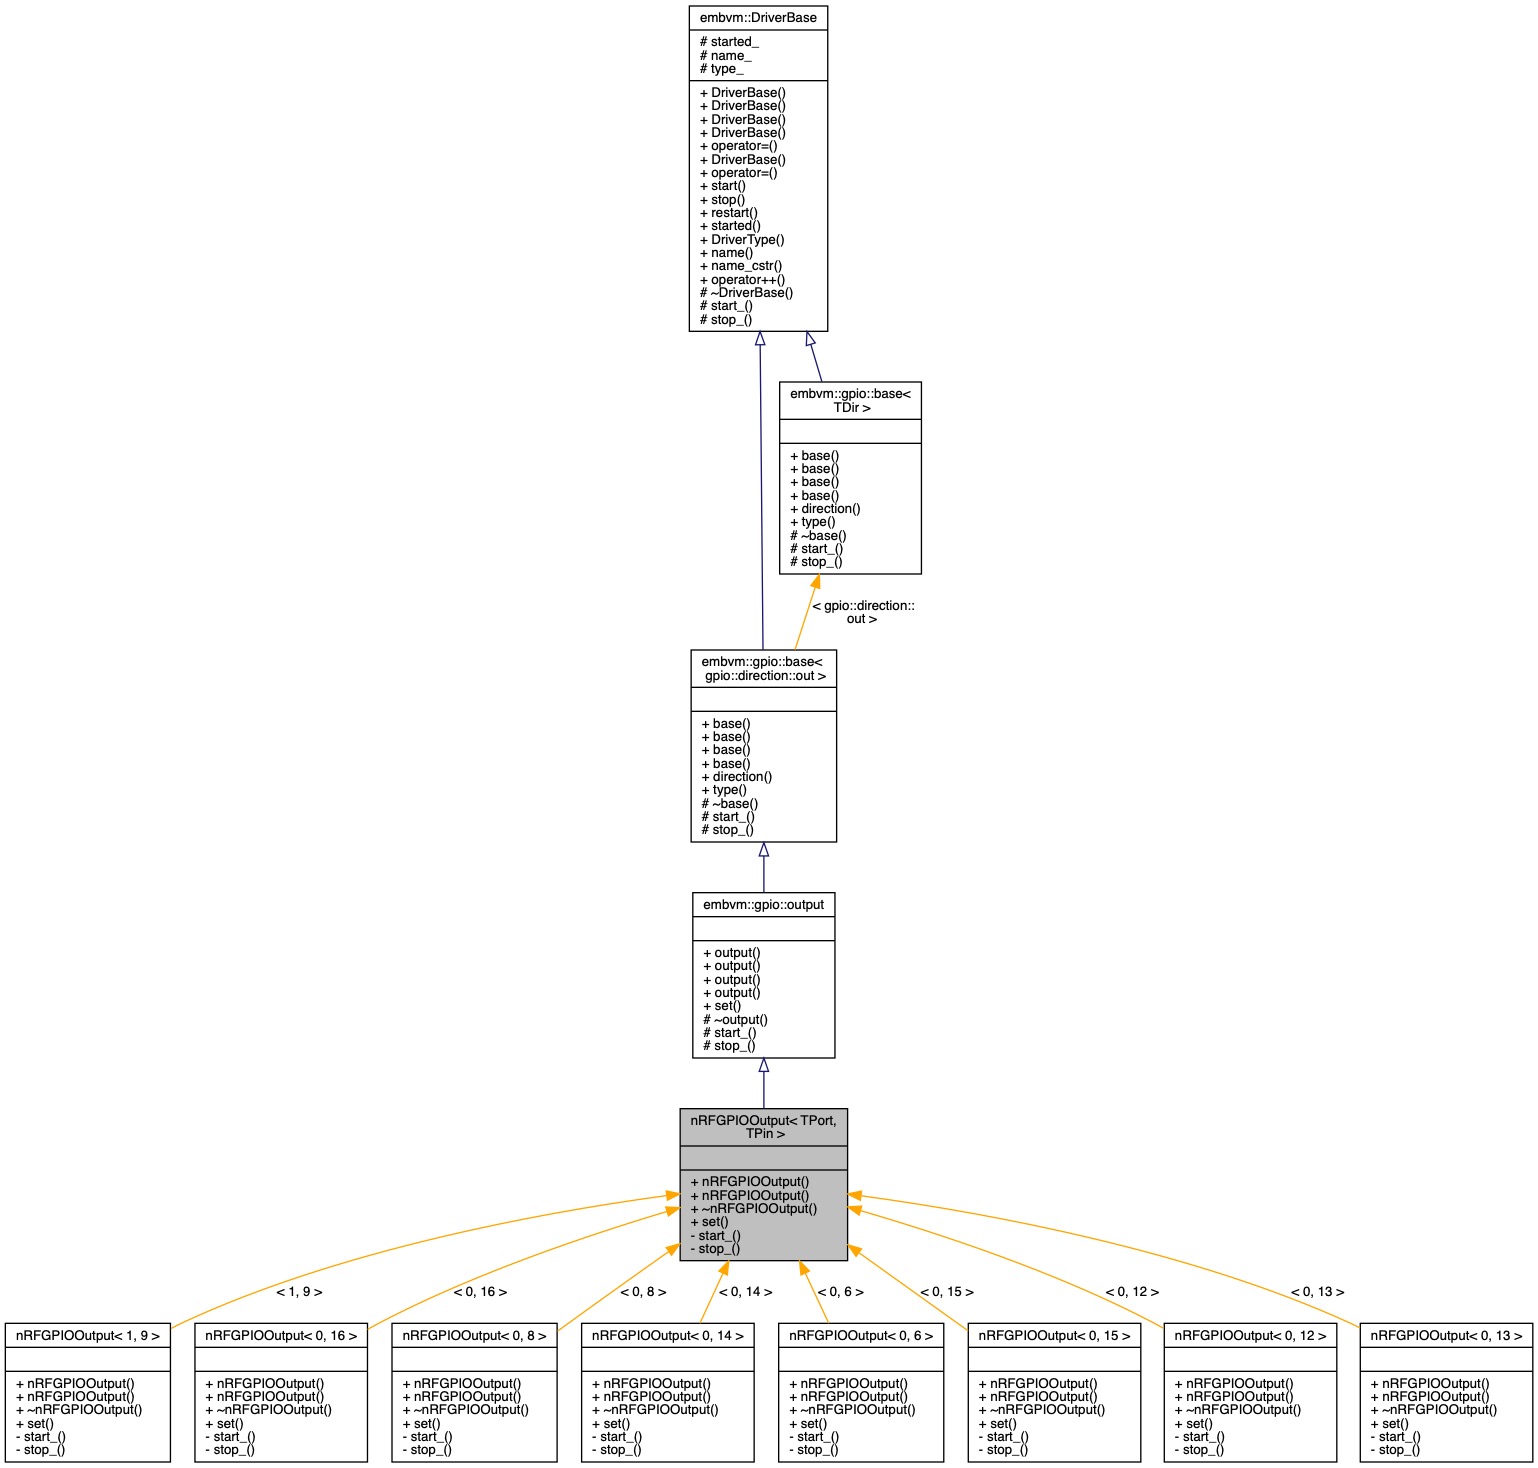 embvm::DriverBase
# started_
# name_
# type_
+ DriverBase()
+ DriverBase()
+ DriverBase()
+ DriverBase()
+ operator=()
+ DriverBase()
+ operator=()
+ start()
+ stop()
+ restart()
+ started()
+ DriverType()
+ name()
+ name_cstr()
+ operator++()
# ~DriverBase()
# start_()
# stop_()
embvm::gpio::base<
TDir >
+ base()
+ base()
+ base()
+ base()
+ direction()
+ type()
# ~base()
# start_()
# stop_()
< gpio::direction::
out >
embvm::gpio::base<
gpio::direction::out >
+ base()
+ base()
+ base()
+ base()
+ direction()
+ type()
# ~base()
# start_()
# stop_()
embvm::gpio::output
+ output()
+ output()
+ output()
+ output()
+ set()
# ~output()
# start_()
# stop_()
nRFGPIOOutput< TPort,
TPin >
+ nRFGPIOOutput()
+ nRFGPIOOutput()
+ ~nRFGPIOOutput()
+ set()
- start_()
- stop_()
< 1, 9 >
< 0, 16 >
< 0, 8 >
< 0, 14 >
< 0, 6 >
< 0, 15 >
< 0, 12 >
< 0, 13 >
nRFGPIOOutput< 1, 9 >
+ nRFGPIOOutput()
+ nRFGPIOOutput()
+ ~nRFGPIOOutput()
+ set()
- start_()
- stop_()
nRFGPIOOutput< 0, 16 >
+ nRFGPIOOutput()
+ nRFGPIOOutput()
+ ~nRFGPIOOutput()
+ set()
- start_()
- stop_()
nRFGPIOOutput< 0, 8 >
+ nRFGPIOOutput()
+ nRFGPIOOutput()
+ ~nRFGPIOOutput()
+ set()
- start_()
- stop_()
nRFGPIOOutput< 0, 14 >
+ nRFGPIOOutput()
+ nRFGPIOOutput()
+ ~nRFGPIOOutput()
+ set()
- start_()
- stop_()
nRFGPIOOutput< 0, 6 >
+ nRFGPIOOutput()
+ nRFGPIOOutput()
+ ~nRFGPIOOutput()
+ set()
- start_()
- stop_()
nRFGPIOOutput< 0, 15 >
+ nRFGPIOOutput()
+ nRFGPIOOutput()
+ ~nRFGPIOOutput()
+ set()
- start_()
- stop_()
nRFGPIOOutput< 0, 12 >
+ nRFGPIOOutput()
+ nRFGPIOOutput()
+ ~nRFGPIOOutput()
+ set()
- start_()
- stop_()
nRFGPIOOutput< 0, 13 >
+ nRFGPIOOutput()
+ nRFGPIOOutput()
+ ~nRFGPIOOutput()
+ set()
- start_()
- stop_()